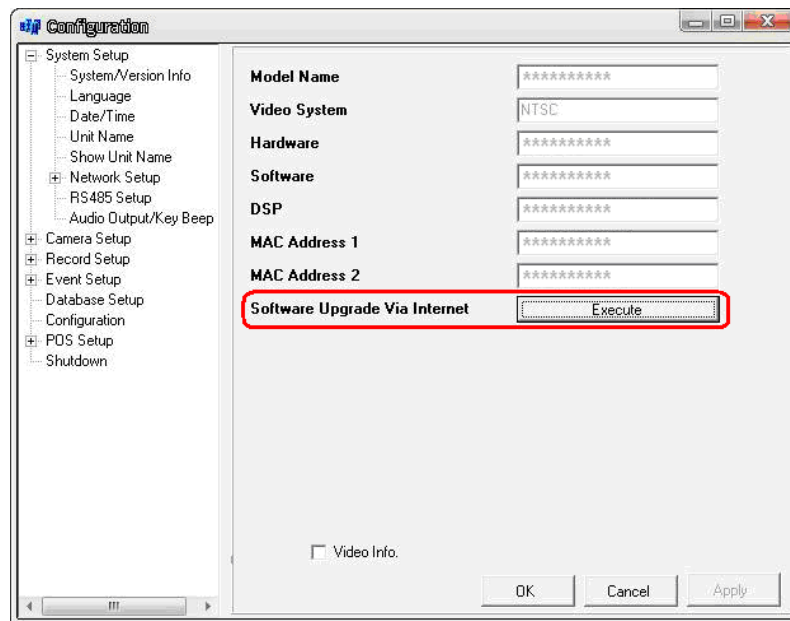 Configuration
System Setup
System/Version Info
Language
Date/Time
Unit Name
Show Unit Name
Network Setup
RS485 Setup
Audio Output/Key Beep
Camera Setup
Record Setup
Event Setup
Database Setup
Configuration
POS Setup
Shutdown
Model Name **********
Video System NTSC
Hardware **********
Software **********
DSP **********
MAC Address 1 **********
MAC Address 2 **********
Software Upgrade Via Internet Execute
Video Info.
OK Cancel Apply